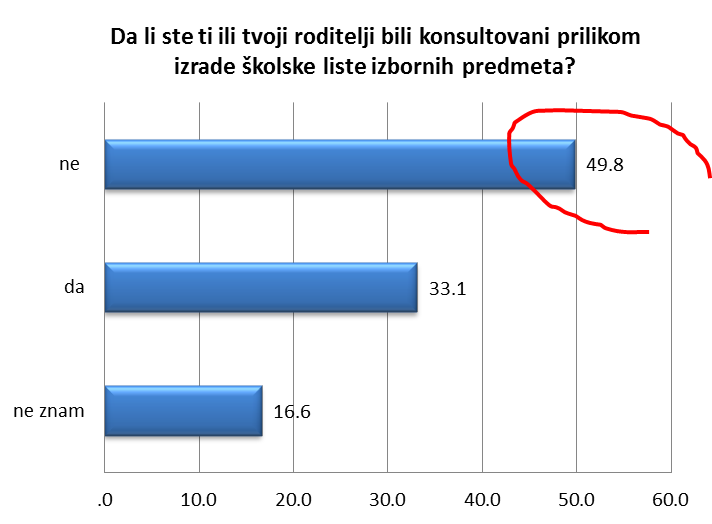 Da li ste ti ili tvoji roditelji bili konsultovani prilikom
izrade školske liste izbornih predmeta?
ne
49.8
da
33.1
ne znam
16.6
.0 10.0 20.0 30.0 40.0 50.0 60.0